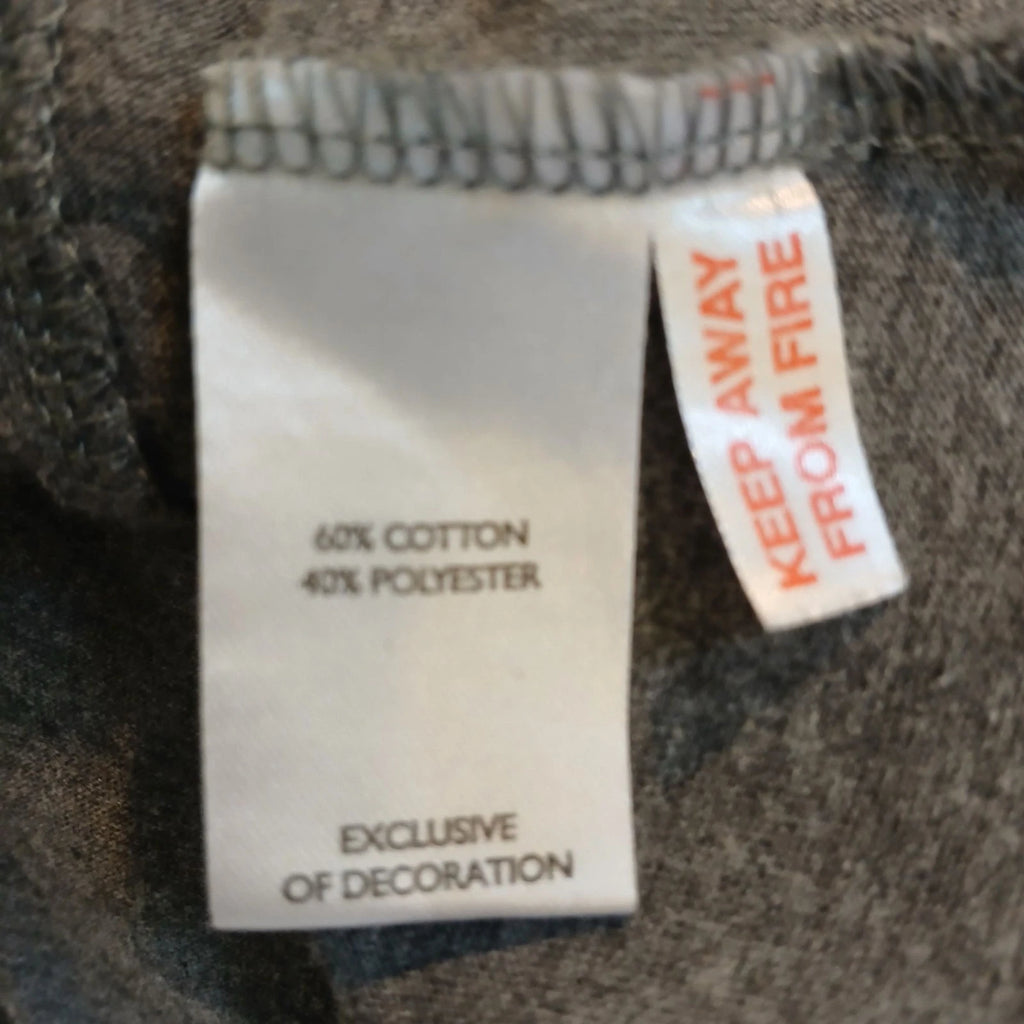 60% COTTON
40% POLYESTER
EXCLUSIVE
OF DECORATION
KEEP AWAY
FROM FIRE